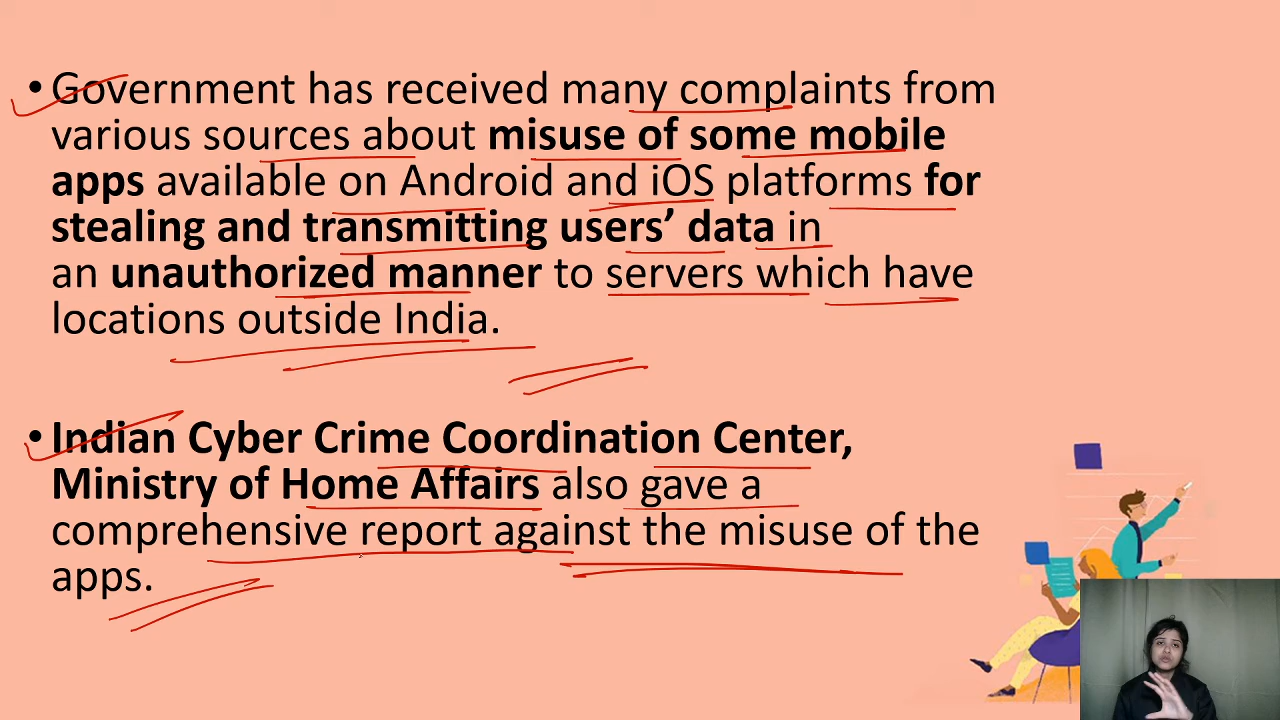 • Government has received many complaints from
various sources about misuse of some mobile
apps available on Android and iOS platforms for
stealing and transmitting users’ data in
an unauthorized manner to servers which have
locations outside India.
• Indian Cyber Crime Coordination Center,
Ministry of Home Affairs also gave a
comprehensive report against the misuse of the
apps.